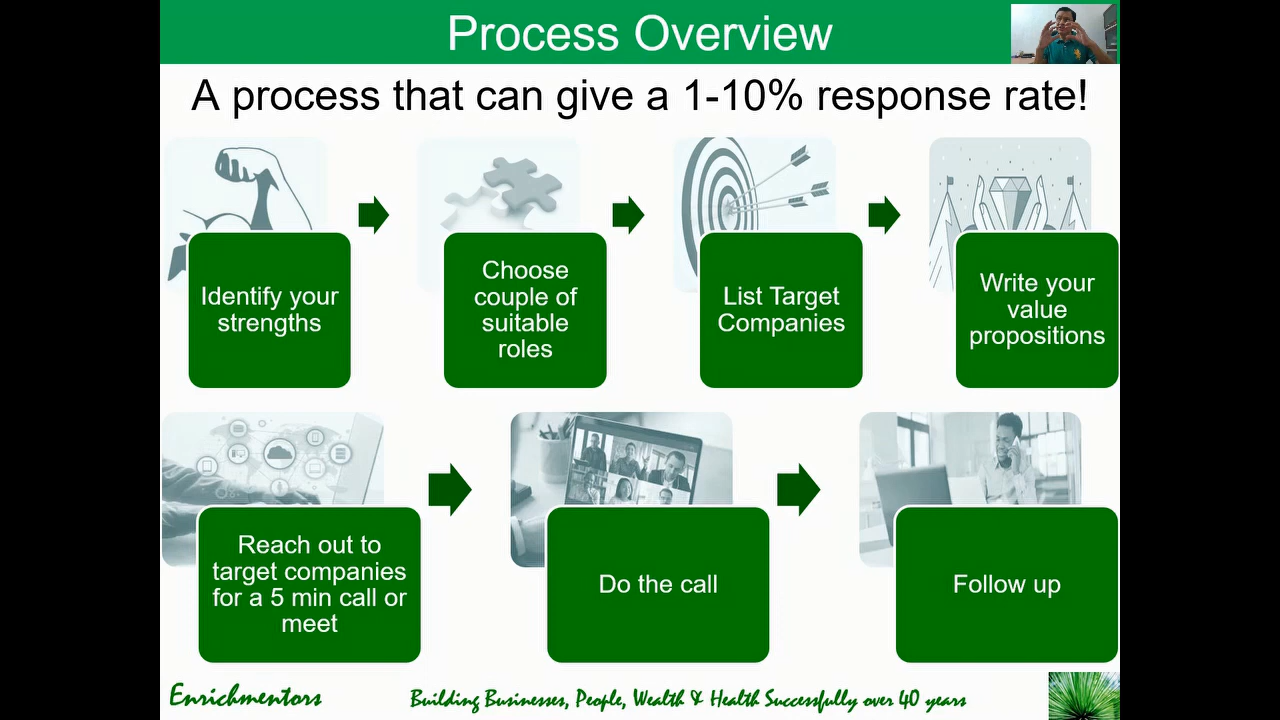 Process Overview
A process that can give a 1-10% response rate!
Identify your
strengths
Choose
couple of
suitable
roles
List Target
Companies
Write your
value
propositions
Reach out to
target companies
for a 5 min call or
meet
Do the call
Follow up
Enrichmentors
Building Businesses, People, Wealth & Health Successfully over 40 years